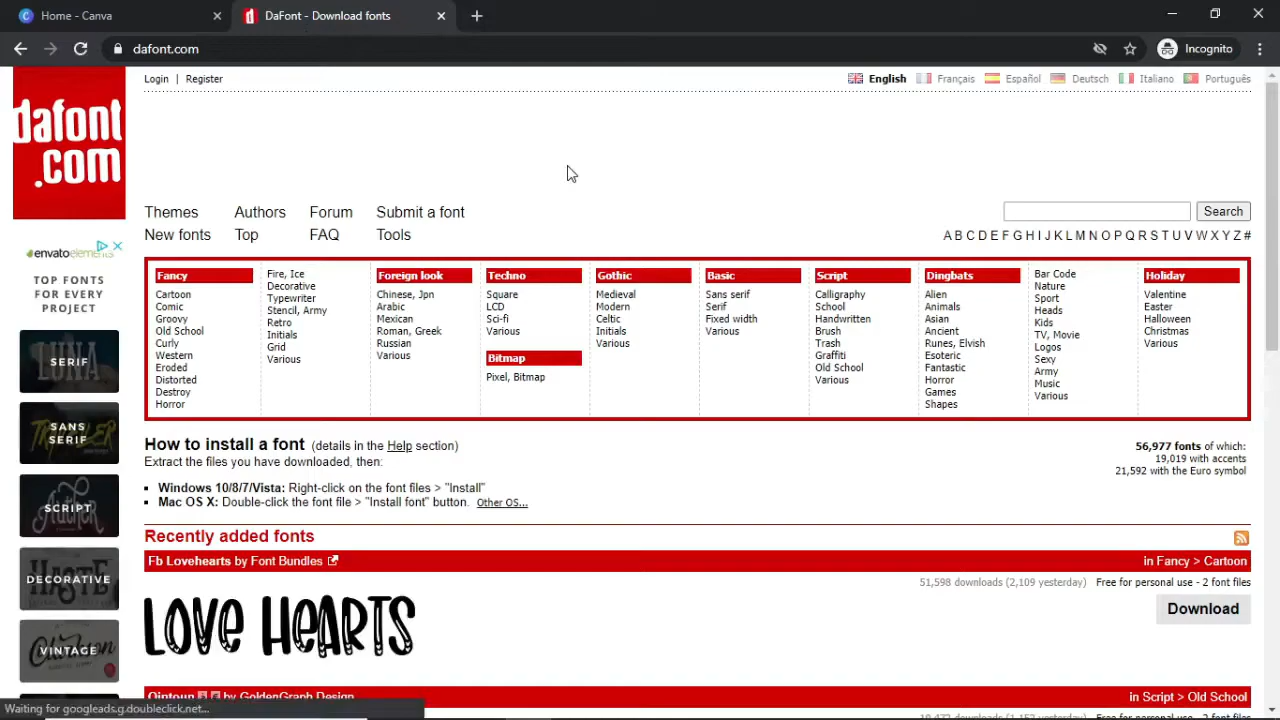 Home - Canva
DaFont - Download fonts
dafont.com
Incognito
Login | Register
English Français Español Deutsch Italiano Português
dafont
.com
Themes Authors Forum Submit a font
New fonts Top FAQ Tools
Search
A B C D E F G H I J K L M N O P Q R S T U V W X Y Z #
envatoelements
TOP FONTS
FOR EVERY
PROJECT
SERIF
SANS
SERIF
SCRIPT
DECORATIVE
VINTAGE
Fancy
Cartoon
Comic
Groovy
Old School
Curly
Western
Eroded
Distorted
Destroy
Horror
Fire, Ice
Decorative
Typewriter
Stencil, Army
Retro
Initials
Grid
Various
Foreign look
Chinese, Jpn
Arabic
Mexican
Roman, Greek
Russian
Various
Techno
Square
LCD
Sci-fi
Various
Bitmap
Pixel, Bitmap
Gothic
Medieval
Modern
Celtic
Initials
Various
Basic
Sans serif
Serif
Fixed width
Various
Script
Calligraphy
School
Handwritten
Brush
Trash
Graffiti
Old School
Various
Dingbats
Alien
Animals
Asian
Ancient
Runes, Elvish
Esoteric
Fantastic
Horror
Games
Shapes
Bar Code
Nature
Sport
Heads
Kids
TV, Movie
Logos
Sexy
Army
Music
Various
Holiday
Valentine
Easter
Halloween
Christmas
Various
How to install a font (details in the Help section)
Extract the files you have downloaded, then:
Windows 10/8/7/Vista: Right-click on the font files > "Install"
Mac OS X: Double-click the font file > "Install font" button. Other OS...
56,977 fonts of which:
19,019 with accents
21,592 with the Euro symbol
Recently added fonts
Fb Lovehearts by Font Bundles
in Fancy > Cartoon
51,598 downloads (2,109 yesterday) Free for personal use - 2 font files
Download
LOVE HEARTS
by GoldenGraph Design
in Script > Old School
Free for personal use - 2 font files
Waiting for googleads.g.doubleclick.net...